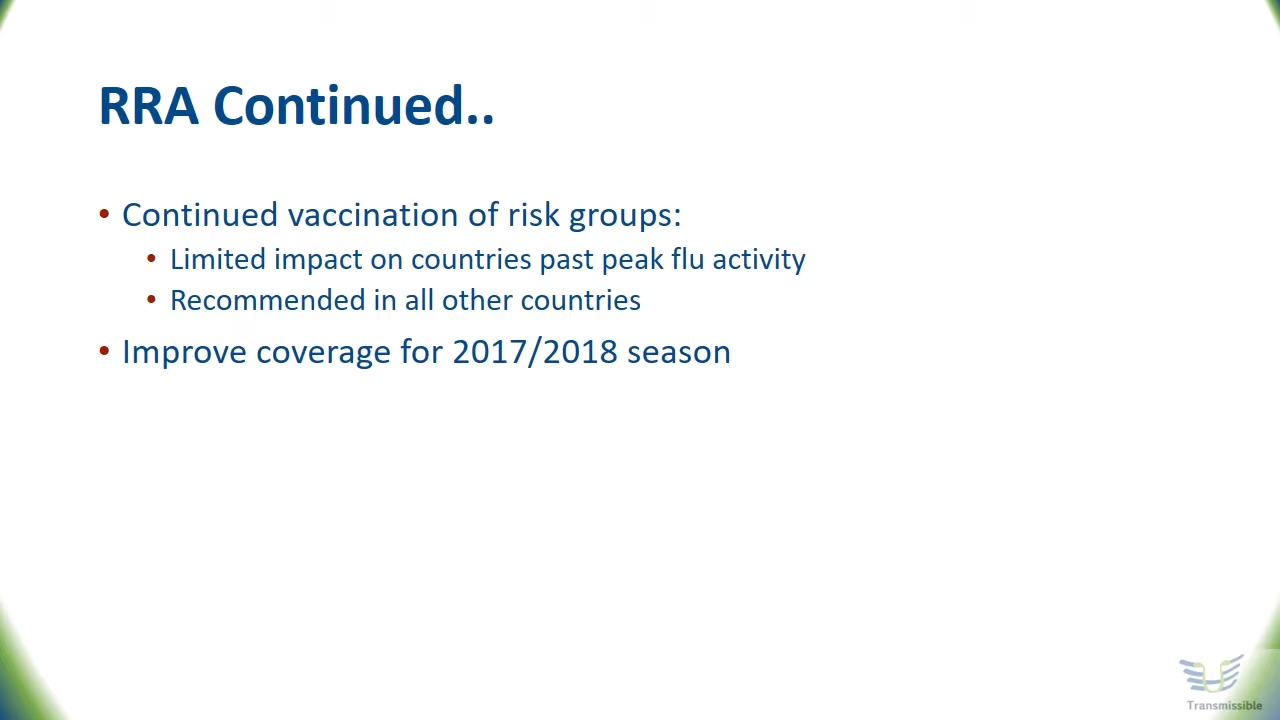 RRA Continued..
• Continued vaccination of risk groups:
• Limited impact on countries past peak flu activity
• Recommended in all other countries
• Improve coverage for 2017/2018 season
Transmissible